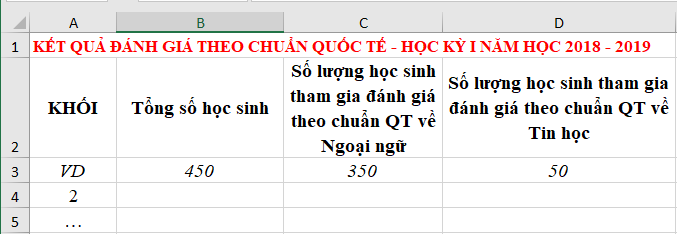 A B C D
1 KẾT QUẢ ĐÁNH GIÁ THEO CHUẨN QUỐC TẾ - HỌC KỲ I NĂM HỌC 2018 - 2019
2 KHỐI
Tổng số học sinh
Số lượng học sinh
tham gia đánh giá
theo chuẩn QT về
Ngoại ngữ
Số lượng học sinh tham gia
đánh giá theo chuẩn QT về
Tin học
3 VD 450 350 50
4 2
5 ...